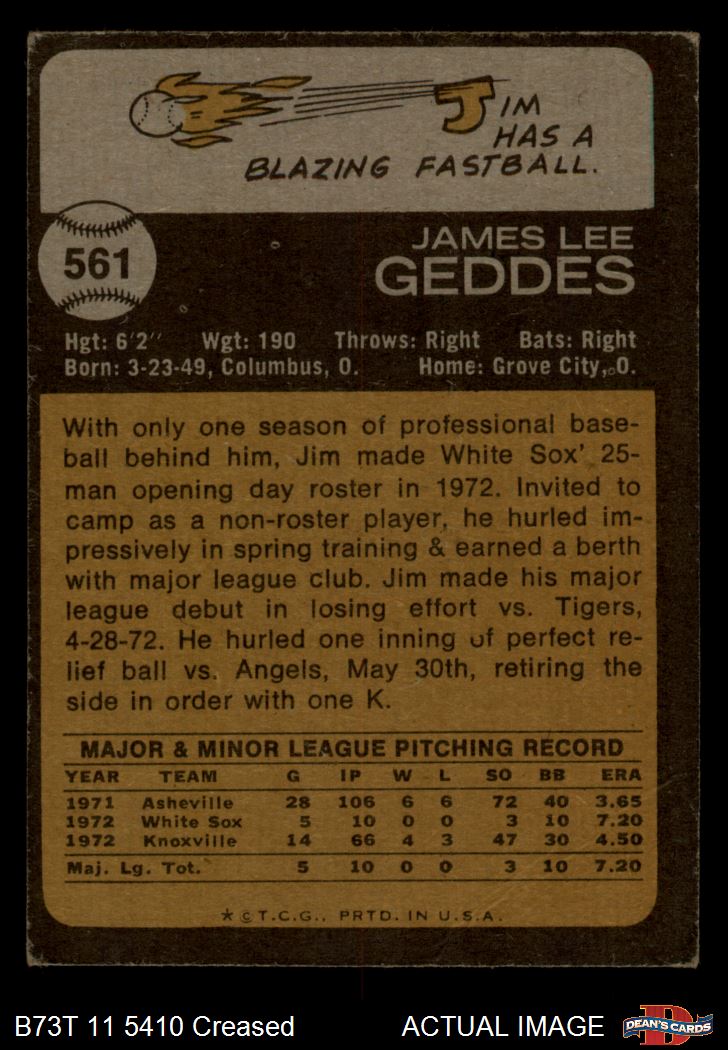 JIM
HAS A
BLAZING FASTBALL.
561
JAMES LEE
GEDDES
Hgt: 6'2" Wgt: 190 Throws: Right Bats: Right
Born: 3-23-49, Columbus, O. Home: Grove City, O.
With only one season of professional base-
ball behind him, Jim made White Sox' 25-
man opening day roster in 1972. Invited to
camp as a non-roster player, he hurled im-
pressively in spring training & earned a berth
with major league club. Jim made his major
league debut in losing effort vs. Tigers,
4-28-72. He hurled one inning of perfect re-
lief ball vs. Angels, May 30th, retiring the
side in order with one K.
MAJOR & MINOR LEAGUE PITCHING RECORD
YEAR TEAM G IP W L SO BB ERA
1971 Asheville 28 106 6 6 72 40 3.65
1972 White Sox 5 10 0 0 3 10 7.20
1972 Knoxville 14 66 4 3 47 30 4.50
Maj. Lg. Tot. 5 10 0 0 3 10 7.20
* © T.C.G., PRTD. IN U.S.A.
B73T 11 5410 Creased ACTUAL IMAGE
D
DEAN'S CARDS